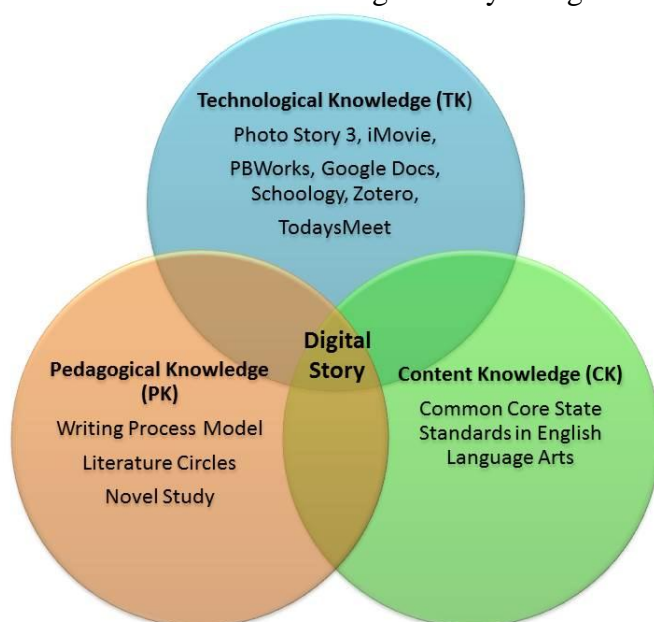 Technological Knowledge (TK)
Photo Story 3, iMovie,
PBWorks, Google Docs,
Schoology, Zotero,
TodaysMeet
Digital
Story
Pedagogical Knowledge
(PK)
Writing Process Model
Literature Circles
Novel Study
Content Knowledge (CK)
Common Core State
Standards in English
Language Arts